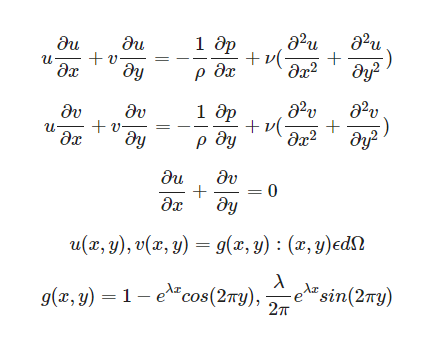 u ∂u/∂x + v ∂u/∂y = − 1/ρ ∂p/∂x + ν( ∂²u/∂x² + ∂²u/∂y² )
u ∂v/∂x + v ∂v/∂y = − 1/ρ ∂p/∂y + ν( ∂²v/∂x² + ∂²v/∂y² )
∂u/∂x + ∂v/∂y = 0
u(x, y), v(x, y) = g(x, y) : (x, y)ϵdΩ
g(x, y) = 1 − e^{λx}cos(2πy), λ/2π e^{λx}sin(2πy)